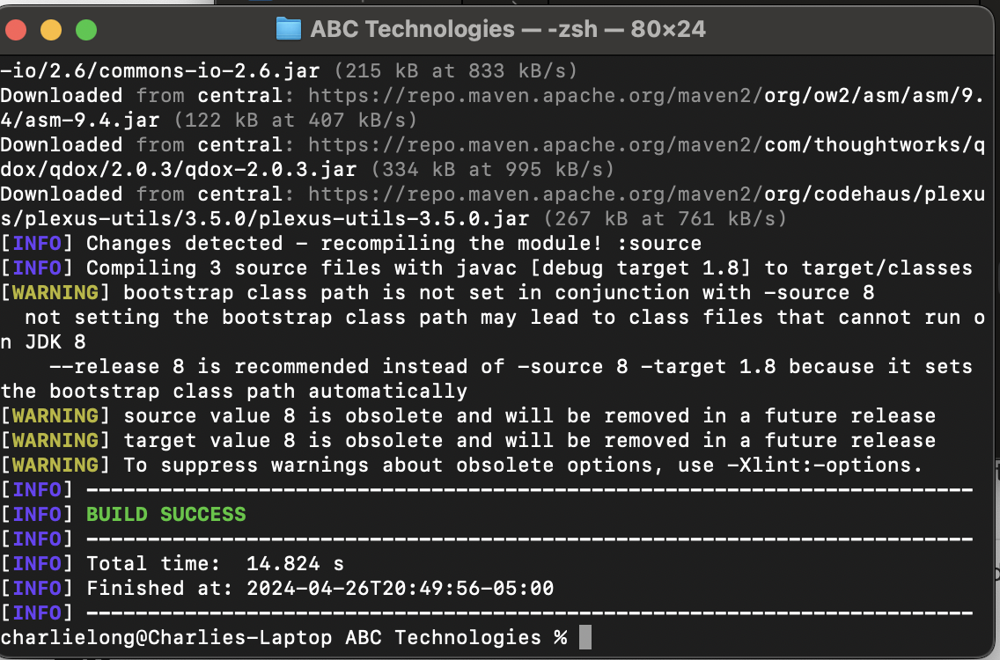 ABC Technologies — -zsh — 80×24
-io/2.6/commons-io-2.6.jar (215 kB at 833 kB/s)
Downloaded from central: https://repo.maven.apache.org/maven2/org/ow2/asm/asm/9.
4/asm-9.4.jar (122 kB at 407 kB/s)
Downloaded from central: https://repo.maven.apache.org/maven2/com/thoughtworks/q
dox/qdox/2.0.3/qdox-2.0.3.jar (334 kB at 995 kB/s)
Downloaded from central: https://repo.maven.apache.org/maven2/org/codehaus/plexu
s/plexus-utils/3.5.0/plexus-utils-3.5.0.jar (267 kB at 761 kB/s)
[INFO] Changes detected - recompiling the module! :source
[INFO] Compiling 3 source files with javac [debug target 1.8] to target/classes
[WARNING] bootstrap class path is not set in conjunction with -source 8
  not setting the bootstrap class path may lead to class files that cannot run o
n JDK 8
    --release 8 is recommended instead of -source 8 -target 1.8 because it sets
the bootstrap class path automatically
[WARNING] source value 8 is obsolete and will be removed in a future release
[WARNING] target value 8 is obsolete and will be removed in a future release
[WARNING] To suppress warnings about obsolete options, use -Xlint:-options.
[INFO] ------------------------------------------------------------------------
[INFO] BUILD SUCCESS
[INFO] ------------------------------------------------------------------------
[INFO] Total time:  14.824 s
[INFO] Finished at: 2024-04-26T20:49:56-05:00
[INFO] ------------------------------------------------------------------------
charlielong@Charlies-Laptop ABC Technologies %